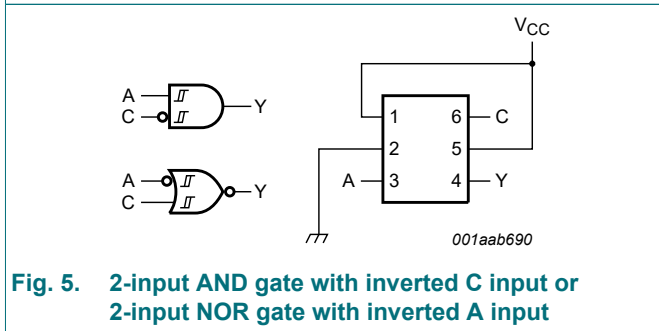 VCC
A
C
Y
A
C
Y
1
6
C
2
5
A
3
4
Y
001aab690
Fig. 5. 2-input AND gate with inverted C input or
2-input NOR gate with inverted A input